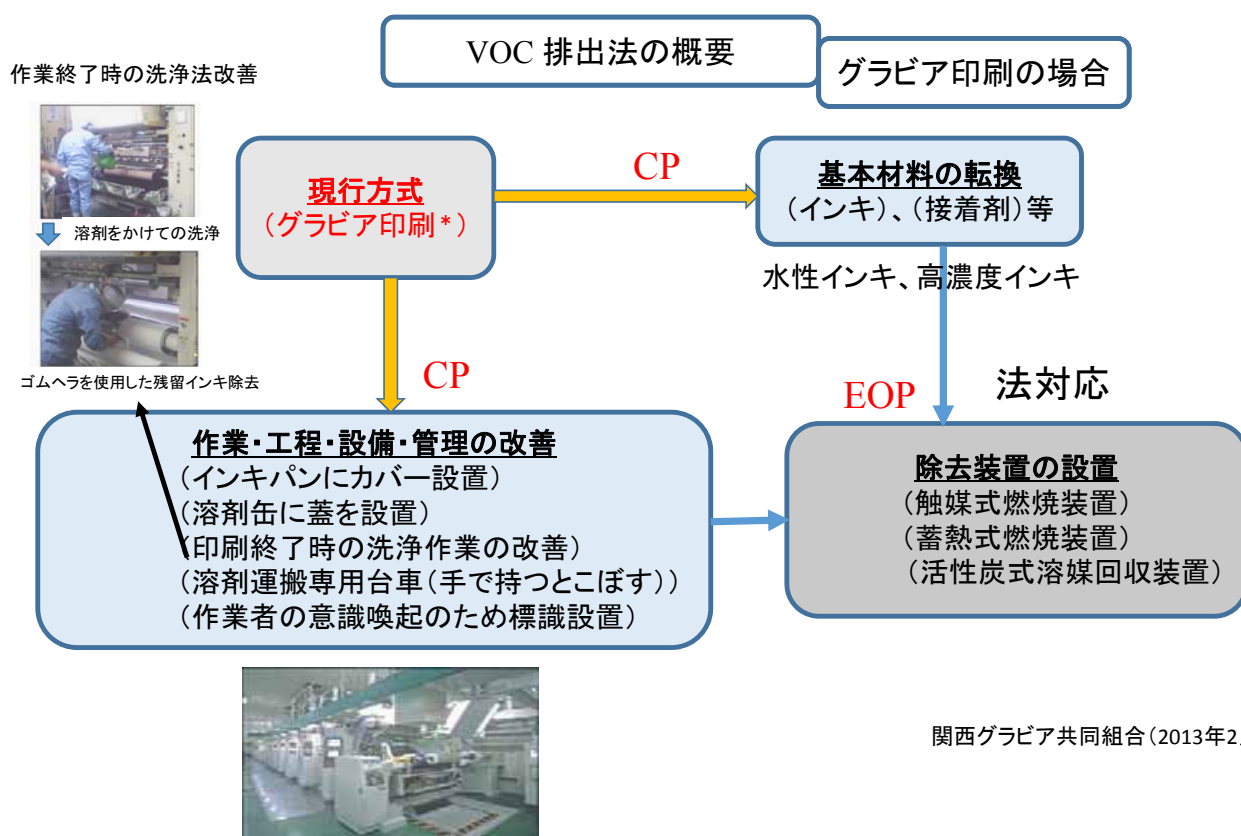 VOC 排出法の概要
グラビア印刷の場合
作業終了時の洗浄法改善
溶剤をかけての洗浄
ゴムヘラを使用した残留インキ除去
現行方式
(グラビア印刷*)
CP
基本材料の転換
(インキ)、(接着剤)等
水性インキ、高濃度インキ
CP
EOP
法対応
作業・工程・設備・管理の改善
(インキパンにカバー設置)
(溶剤缶に蓋を設置)
(印刷終了時の洗浄作業の改善)
(溶剤運搬専用台車(手で持つとこぼす))
(作業者の意識喚起のため標識設置)
除去装置の設置
(触媒式燃焼装置)
(蓄熱式燃焼装置)
(活性炭式溶媒回収装置)
関西グラビア共同組合(2013年2